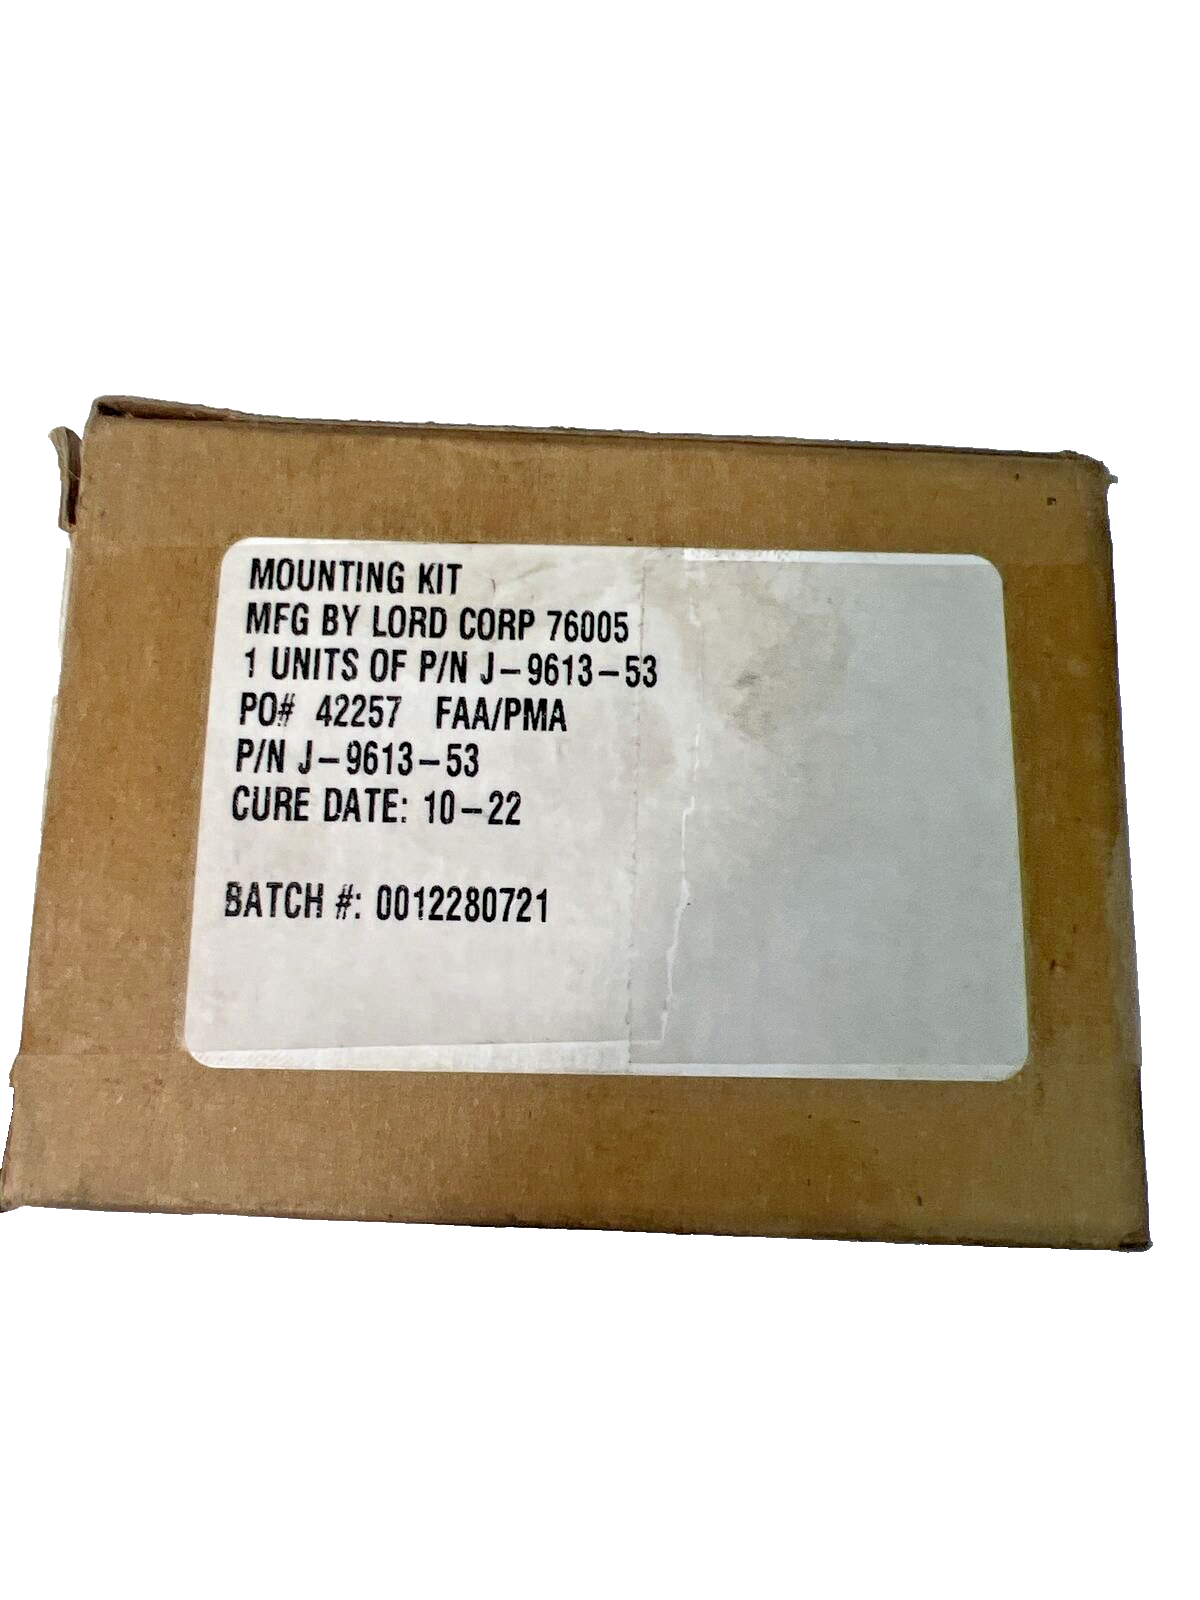 MOUNTING KIT
MFG BY LORD CORP 76005
1 UNITS OF P/N J-9613-53
PO# 42257 FAA/PMA
P/N J-9613-53
CURE DATE: 10-22
BATCH #: 0012280721